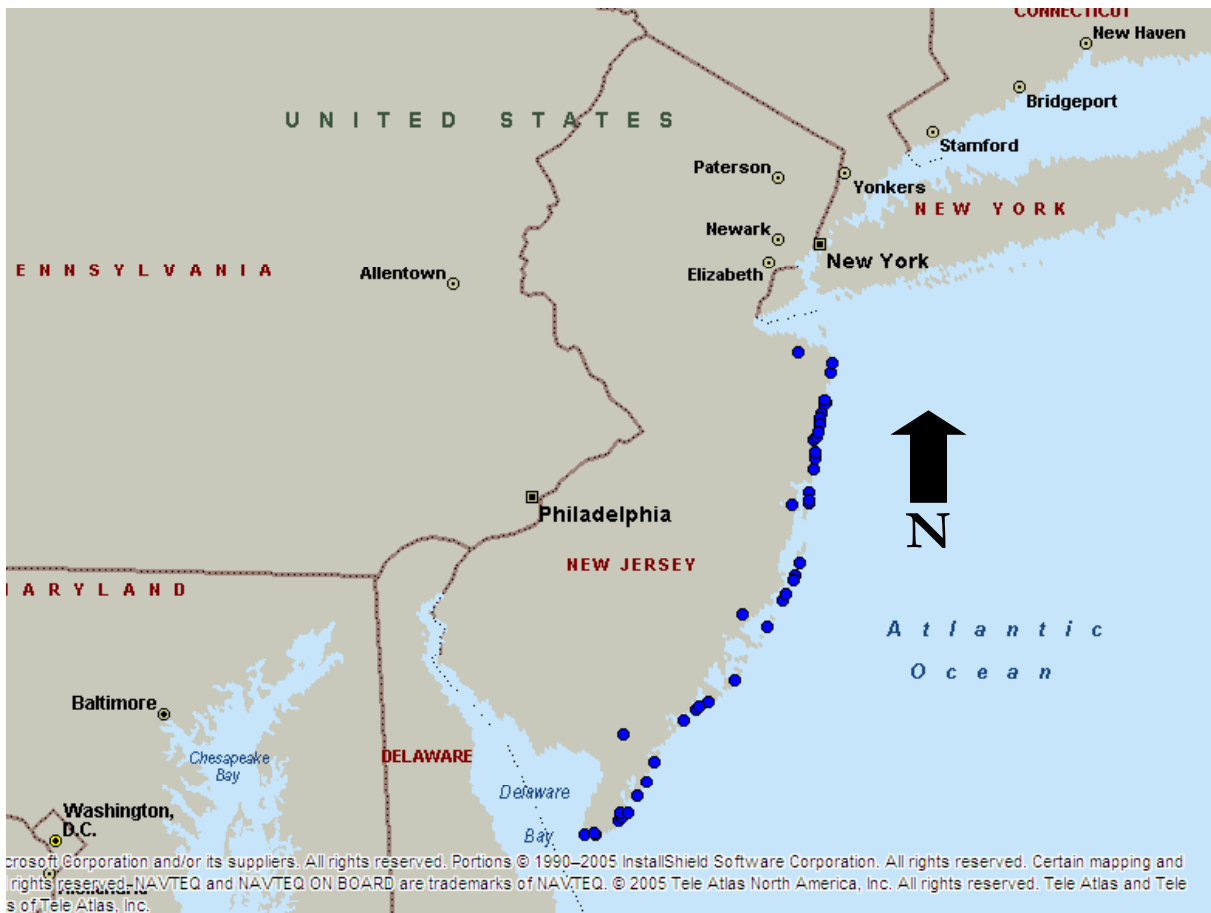 CONNECTICUT
New Haven
Bridgeport
UNITED STATES
Stamford
Paterson
Yonkers
NEW YORK
Newark
New York
ENNSYLVANIA
Allentown
Elizabeth
Philadelphia
N
NEW JERSEY
ARYLAND
Atlantic
Ocean
Baltimore
Chesapeake
Bay
DELAWARE
Delaware
Bay
Washington,
D.C.
crosoft Corporation and/or its suppliers. All rights reserved. Portions © 1990–2005 InstallShield Software Corporation. All rights reserved. Certain mapping and
rights reserved. NAVTEQ and NAVTEQ ON BOARD are trademarks of NAVTEQ. © 2005 Tele Atlas North America, Inc. All rights reserved. Tele Atlas and Tele
s of Tele Atlas, Inc.